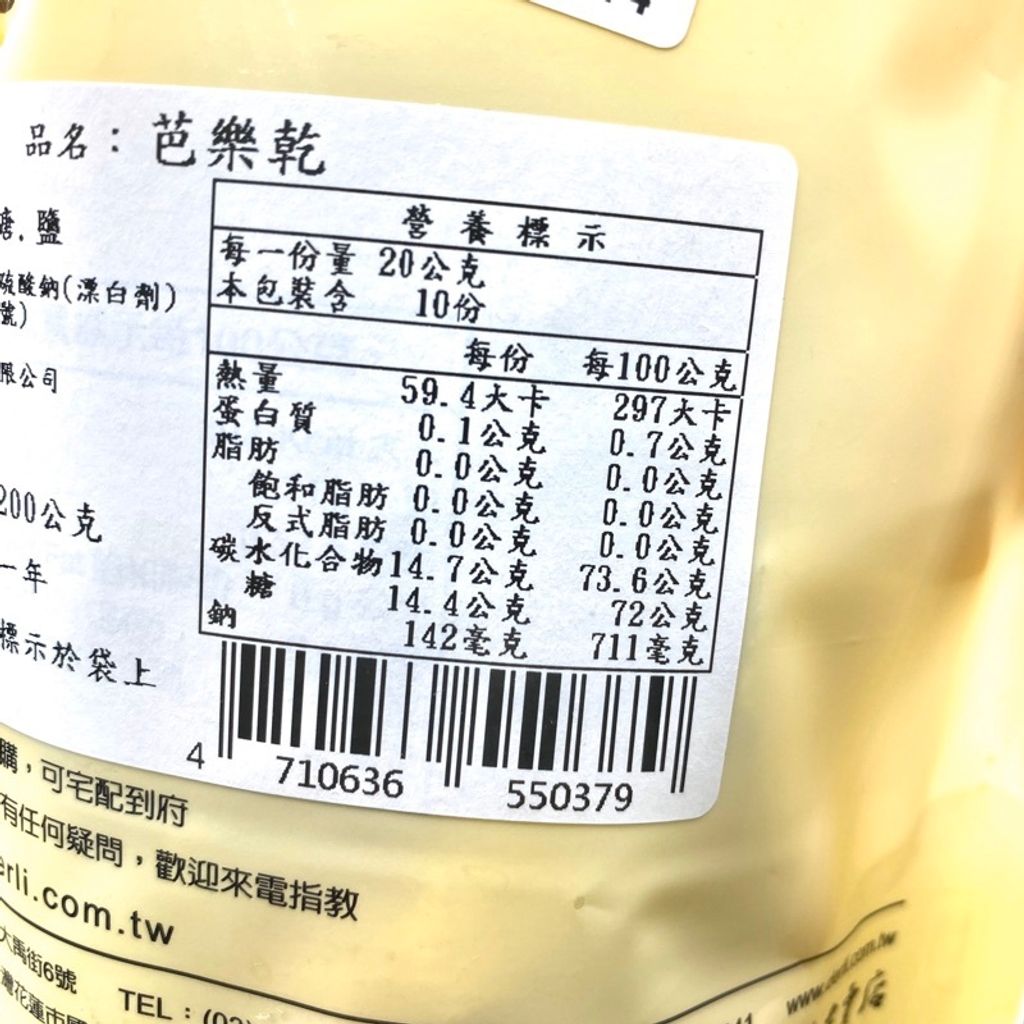 品名：芭樂乾
糖.鹽
硫酸鈉(漂白劑)
號)
限公司
200公克
一年
標示於袋上
營養標示
每一份量 20公克
本包裝含 10份
每份 每100公克
熱量 59.4大卡 297大卡
蛋白質 0.1公克 0.7公克
脂肪 0.0公克 0.0公克
飽和脂肪 0.0公克 0.0公克
反式脂肪 0.0公克 0.0公克
碳水化合物 14.7公克 73.6公克
糖 14.4公克 72公克
鈉 142毫克 711毫克
4 710636 550379
購，可宅配到府
有任何疑問，歡迎來電指教
erli.com.tw
大禹街6號
花蓮市
TEL：(03)